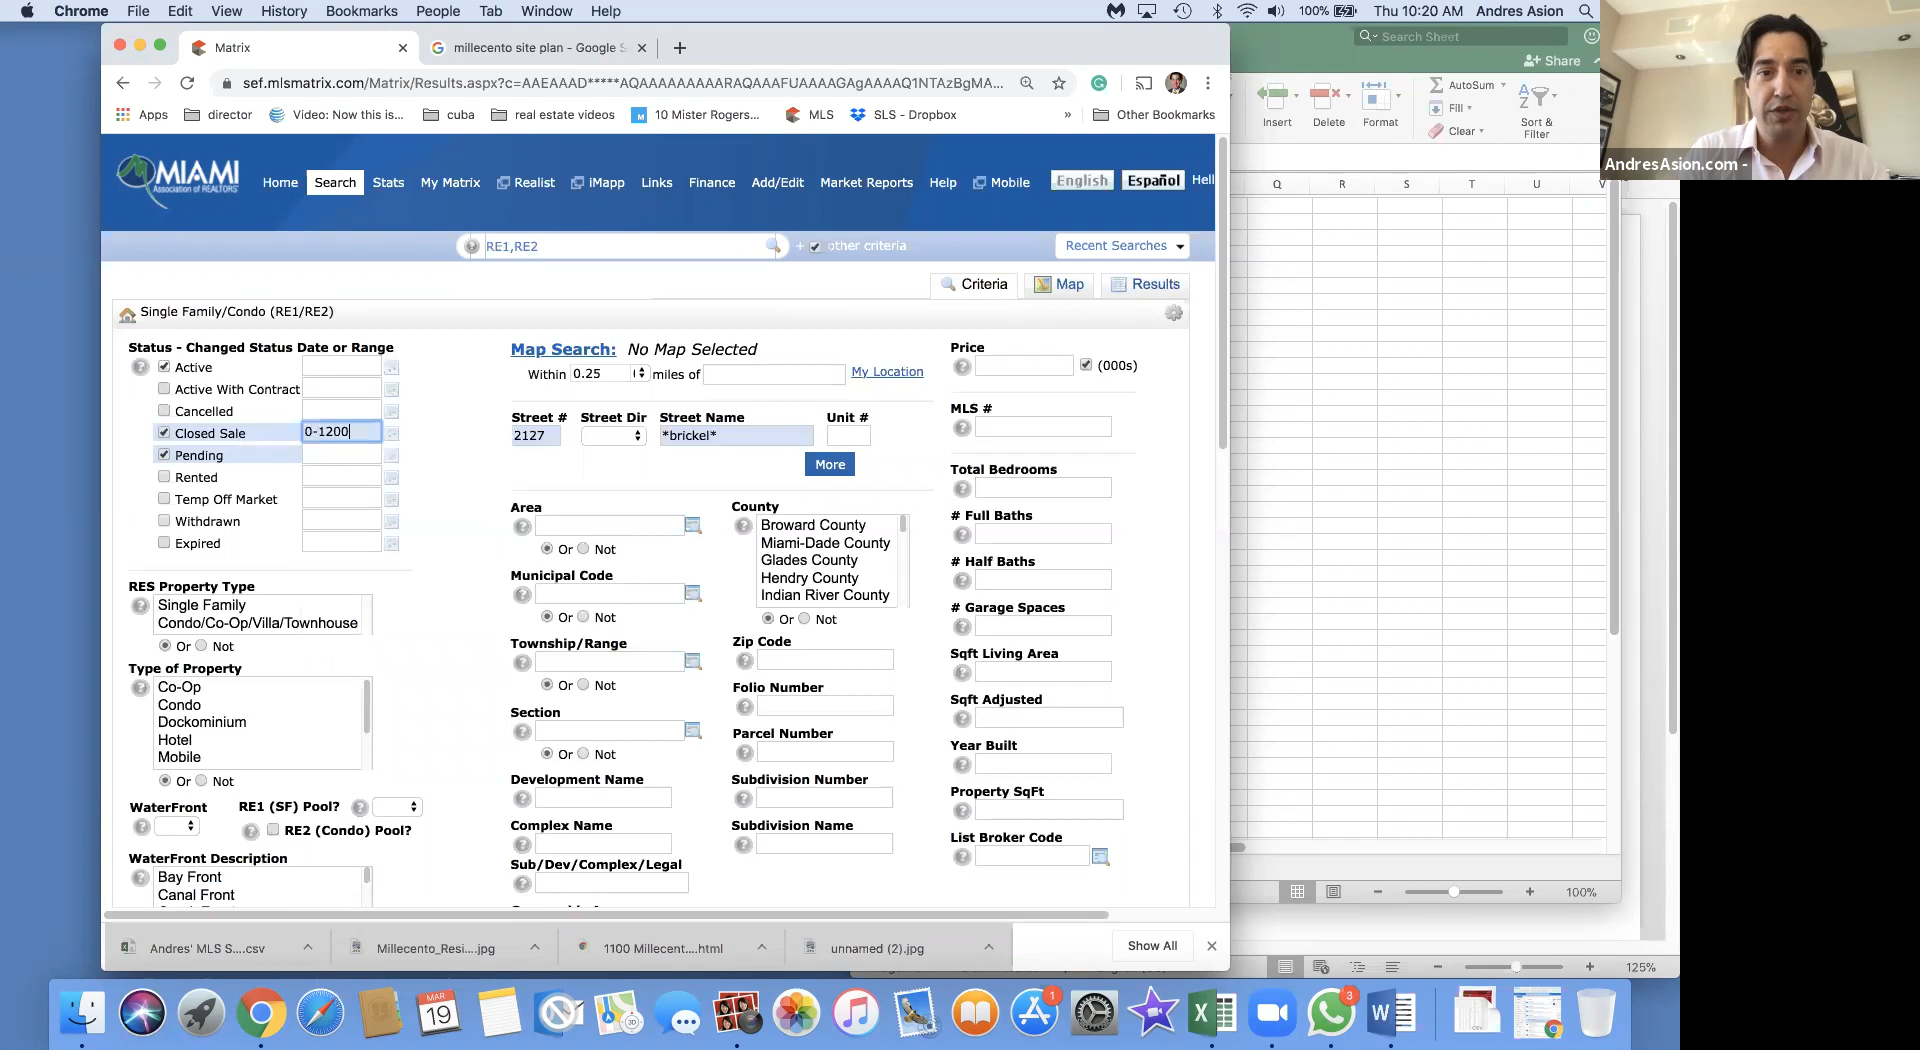 Chrome File Edit View History Bookmarks People Tab Window Help 100% Thu 10:20 AM Andres Asion
Matrix
millecento site plan - Google S
Search Sheet
Share
sef.mlsmatrix.com/Matrix/Results.aspx?c=AAEAAAD*****AQAAAAAAAAARAQAAAFUAAAAGAgAAAAQ1NTAzBgMA...
Apps director Video: Now this is... cuba real estate videos 10 Mister Rogers... MLS SLS - Dropbox » Other Bookmarks
AutoSum
Fill
Clear
Insert Delete Format Sort & Filter
AndresAsion.com -
MIAMI
Association of REALTORS
Home Search Stats My Matrix Realist iMapp Links Finance Add/Edit Market Reports Help Mobile English Español Hell
Q R S T U V
RE1,RE2
+ other criteria
Recent Searches
Criteria Map Results
Single Family/Condo (RE1/RE2)
Status - Changed Status Date or Range
Active
Active With Contract
Cancelled
Closed Sale 0-1200
Pending
Rented
Temp Off Market
Withdrawn
Expired
RES Property Type
Single Family
Condo/Co-Op/Villa/Townhouse
Or Not
Type of Property
Co-Op
Condo
Dockominium
Hotel
Mobile
Or Not
WaterFront RE1 (SF) Pool?
RE2 (Condo) Pool?
WaterFront Description
Bay Front
Canal Front
Map Search: No Map Selected
Within 0.25 miles of My Location
Street # Street Dir Street Name Unit #
2127 *brickel*
More
Area
Or Not
Municipal Code
Or Not
Township/Range
Or Not
Section
Or Not
Development Name
Complex Name
Sub/Dev/Complex/Legal
County
Broward County
Miami-Dade County
Glades County
Hendry County
Indian River County
Or Not
Zip Code
Folio Number
Parcel Number
Subdivision Number
Subdivision Name
Price
(000s)
MLS #
Total Bedrooms
# Full Baths
# Half Baths
# Garage Spaces
Sqft Living Area
Sqft Adjusted
Year Built
Property SqFt
List Broker Code
100%
Andres' MLS S....csv Millecento_Resi....jpg 1100 Millecent....html unnamed (2).jpg Show All
125%
MAR
19
3D
1
3